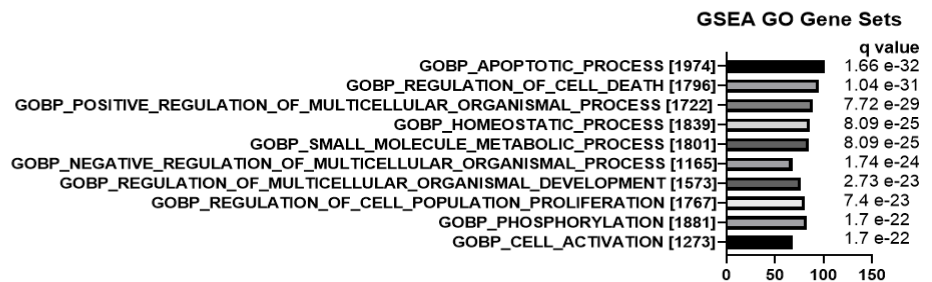 GSEA GO Gene Sets
q value
GOBP_APOPTOTIC_PROCESS [1974] 1.66 e-32
GOBP_REGULATION_OF_CELL_DEATH [1796] 1.04 e-31
GOBP_POSITIVE_REGULATION_OF_MULTICELLULAR_ORGANISMAL_PROCESS [1722] 7.72 e-29
GOBP_HOMEOSTATIC_PROCESS [1839] 8.09 e-25
GOBP_SMALL_MOLECULE_METABOLIC_PROCESS [1801] 8.09 e-25
GOBP_NEGATIVE_REGULATION_OF_MULTICELLULAR_ORGANISMAL_PROCESS [1165] 1.74 e-24
GOBP_REGULATION_OF_MULTICELLULAR_ORGANISMAL_DEVELOPMENT [1573] 2.73 e-23
GOBP_REGULATION_OF_CELL_POPULATION_PROLIFERATION [1767] 7.4 e-23
GOBP_PHOSPHORYLATION [1881] 1.7 e-22
GOBP_CELL_ACTIVATION [1273] 1.7 e-22
0 50 100 150